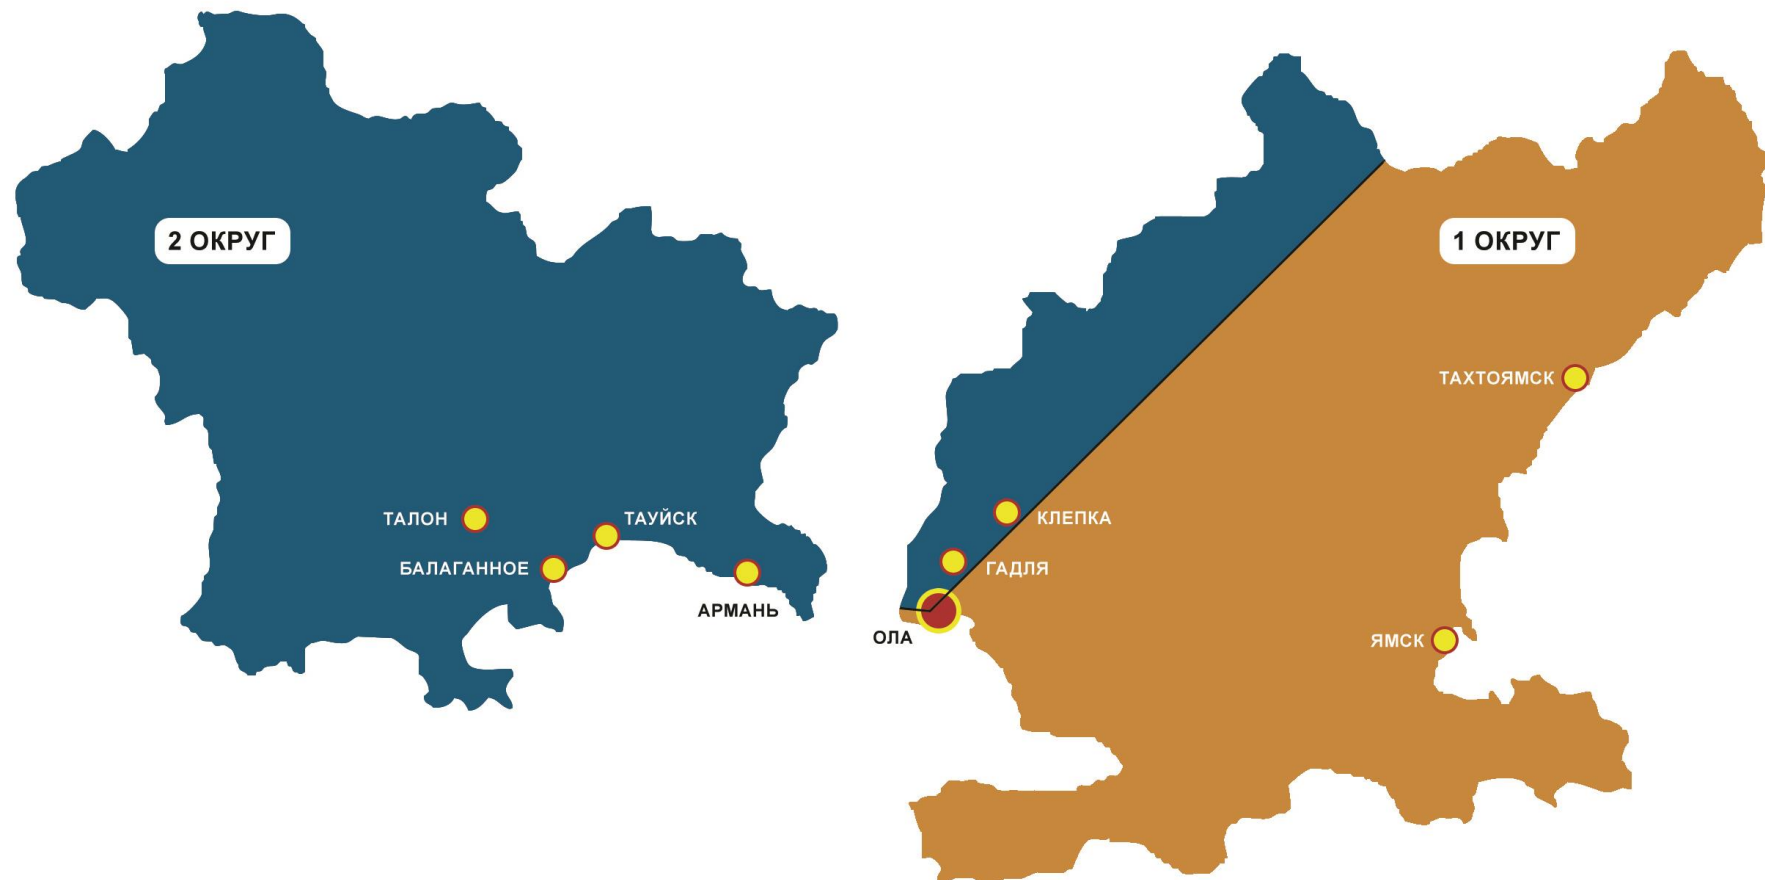 2 ОКРУГ
1 ОКРУГ
ТАХТОЯМСК
ТАЛОН
ТАУЙСК
КЛЕПКА
БАЛАГАННОЕ
ГАДЛЯ
АРМАНЬ
ОЛА
ЯМСК